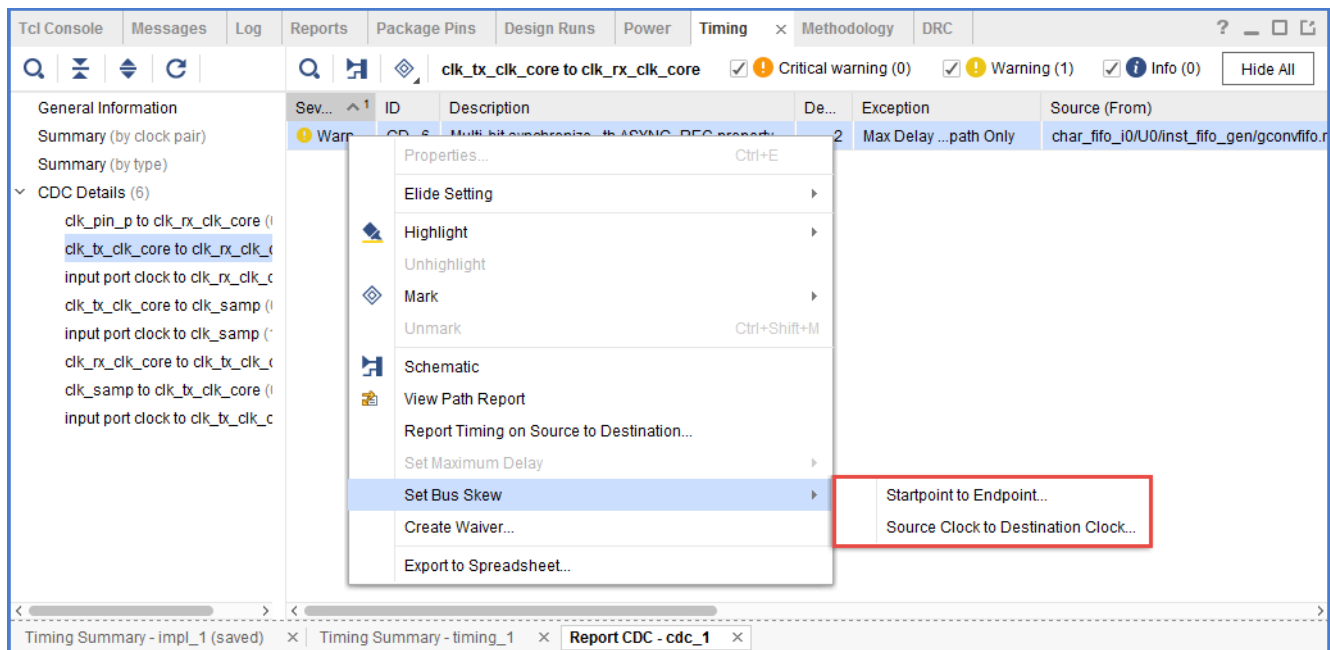 Tcl Console Messages Log Reports Package Pins Design Runs Power Timing × Methodology DRC ?
clk_tx_clk_core to clk_rx_clk_core Critical warning (0) Warning (1) Info (0) Hide All
General Information
Summary (by clock pair)
Summary (by type)
CDC Details (6)
clk_pin_p to clk_rx_clk_core (
clk_tx_clk_core to clk_rx_clk_
input port clock to clk_rx_clk_
clk_tx_clk_core to clk_samp (
input port clock to clk_samp (
clk_rx_clk_core to clk_tx_clk_
clk_samp to clk_tx_clk_core (
input port clock to clk_tx_clk_c
Sev... 1 ID Description De... Exception Source (From)
Warn 2 Max Delay ...path Only char_fifo_i0/U0/inst_fifo_gen/gconvfifo.r
Properties... Ctrl+E
Elide Setting
Highlight
Unhighlight
Mark
Unmark Ctrl+Shift+M
Schematic
View Path Report
Report Timing on Source to Destination...
Set Maximum Delay
Set Bus Skew
Create Waiver...
Export to Spreadsheet...
Startpoint to Endpoint...
Source Clock to Destination Clock...
Timing Summary - impl_1 (saved) × Timing Summary - timing_1 × Report CDC - cdc_1 ×